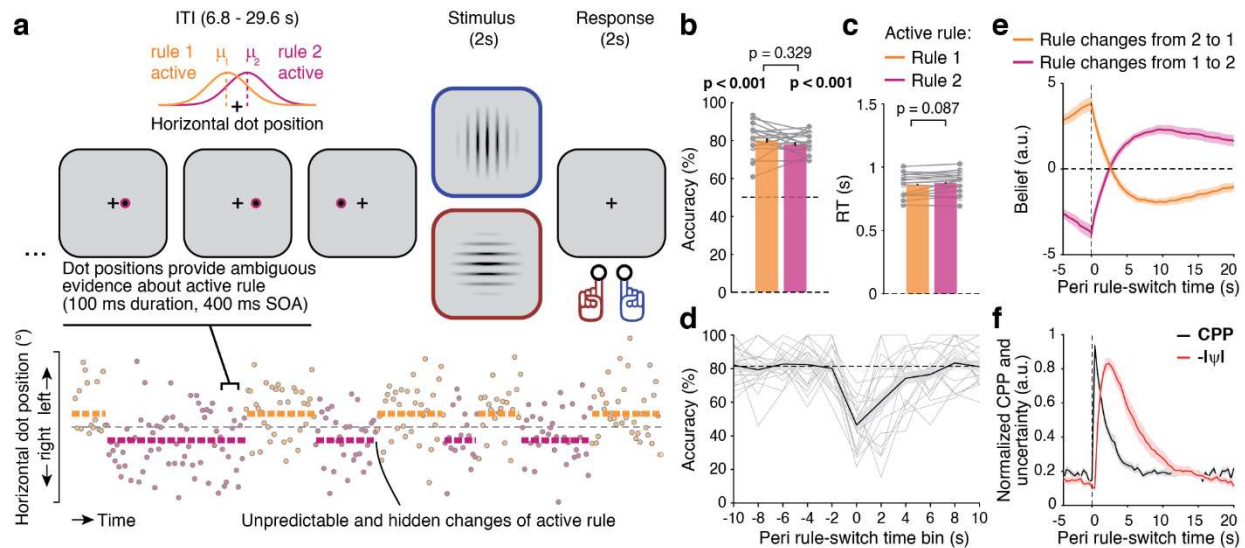 a
ITI (6.8 - 29.6 s)
rule 1
active
μ1
μ2
rule 2
active
+
Horizontal dot position
Stimulus
(2s)
Response
(2s)
...
Dot positions provide ambiguous
evidence about active rule
(100 ms duration, 400 ms SOA)
Horizontal dot position (°)
← right left →
→ Time
Unpredictable and hidden changes of active rule
b
p = 0.329
p < 0.001
p < 0.001
Accuracy (%)
100
80
60
40
20
0
c
Active rule:
Rule 1
Rule 2
p = 0.087
RT (s)
1.5
1
0.5
0
d
Accuracy (%)
100
80
60
40
20
0
-10 -8 -6 -4 -2 0 2 4 6 8 10
Peri rule-switch time bin (s)
e
Rule changes from 2 to 1
Rule changes from 1 to 2
Belief (a.u.)
5
0
-5
-5 0 5 10 15 20
Peri rule-switch time (s)
f
CPP
-|ψ|
Normalized CPP and
uncertainty (a.u.)
1
0.8
0.6
0.4
0.2
0
-5 0 5 10 15 20
Peri rule-switch time (s)